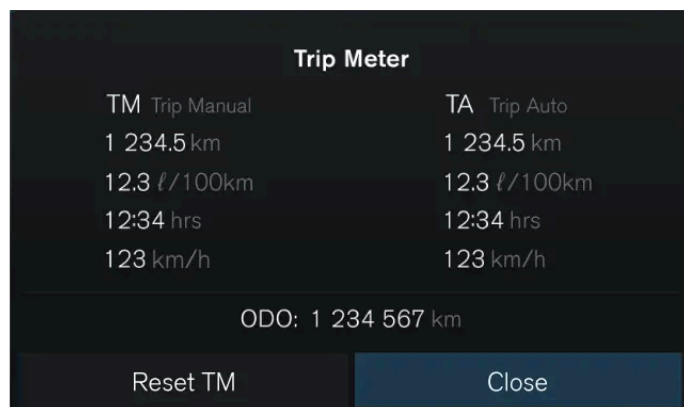 Trip Meter
TM Trip Manual
1 234.5 km
12.3 ℓ/100km
12:34 hrs
123 km/h
TA Trip Auto
1 234.5 km
12.3 ℓ/100km
12:34 hrs
123 km/h
ODO: 1 234 567 km
Reset TM
Close